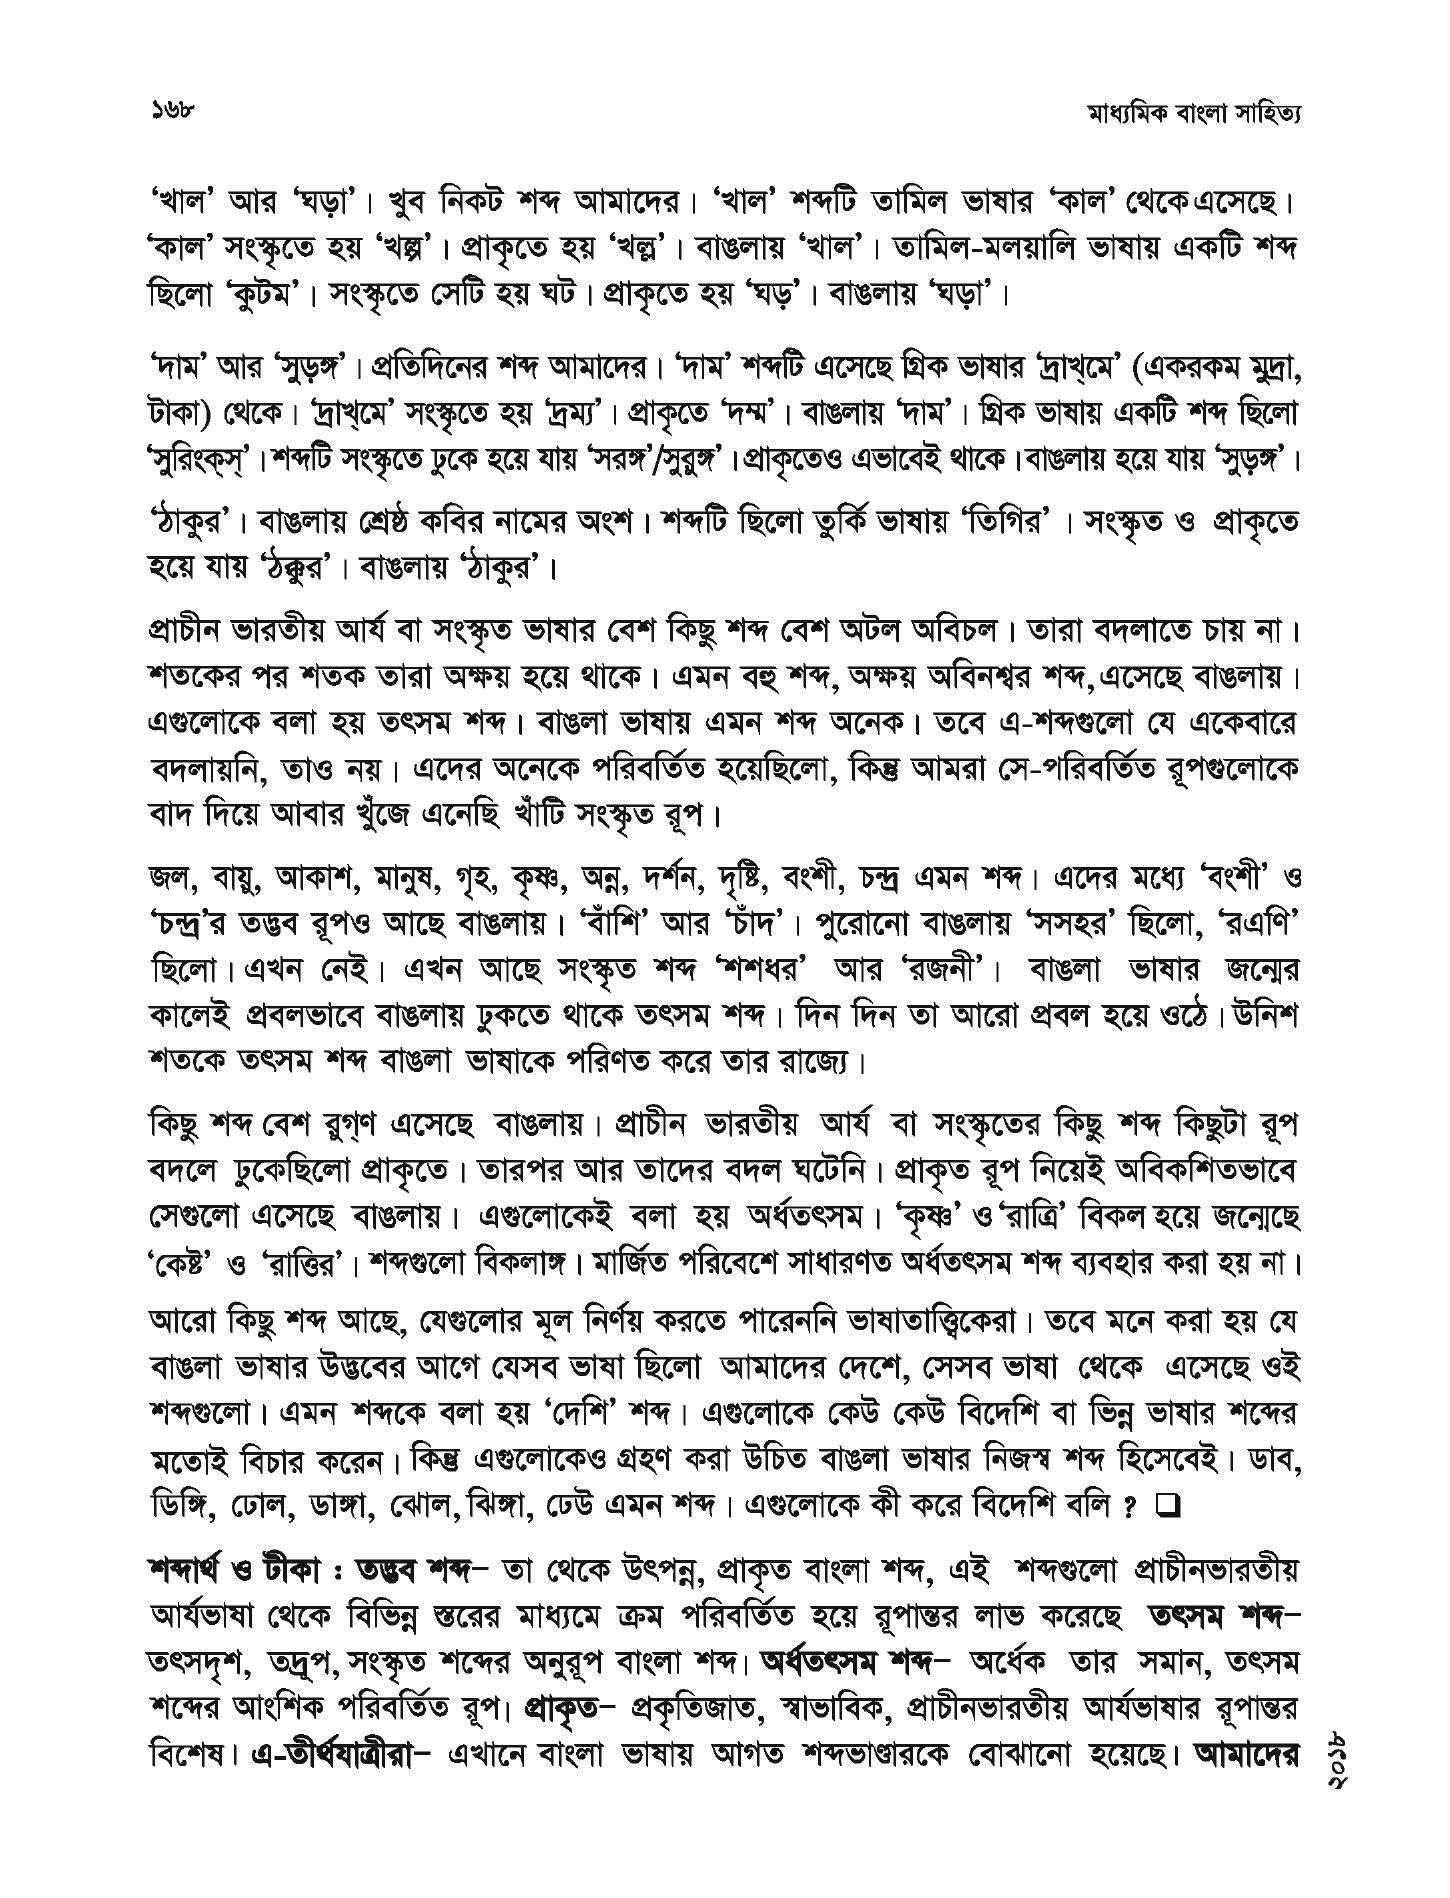 ১৬৮
মাধ্যমিক বাংলা সাহিত্য
‘খাল’ আর ‘ঘড়া’। খুব নিকট শব্দ আমাদের। ‘খাল’ শব্দটি তামিল ভাষার ‘কাল’ থেকে এসেছে।
‘কাল’ সংস্কৃতে হয় ‘খল্ল’। প্রাকৃতে হয় ‘খল্ল’। বাঙলায় ‘খাল’। তামিল-মলয়ালি ভাষায় একটি শব্দ
ছিলো ‘কুটম’। সংস্কৃতে সেটি হয় ঘট। প্রাকৃতে হয় ‘ঘড়’। বাঙলায় ‘ঘড়া’।
‘দাম’ আর ‘সুড়ঙ্গ’। প্রতিদিনের শব্দ আমাদের। ‘দাম’ শব্দটি এসেছে গ্রিক ভাষার ‘দ্রাখ্‌মে’ (একরকম মুদ্রা,
টাকা) থেকে। ‘দ্রাখ্‌মে’ সংস্কৃতে হয় ‘দ্রম্য’। প্রাকৃতে ‘দম্ম’। বাঙলায় ‘দাম’। গ্রিক ভাষায় একটি শব্দ ছিলো
‘সুরিংক্‌স্‌’। শব্দটি সংস্কৃতে ঢুকে হয়ে যায় ‘সরঙ্গ’/সুরুঙ্গ’। প্রাকৃতেও এভাবেই থাকে। বাঙলায় হয়ে যায় ‘সুড়ঙ্গ’।
‘ঠাকুর’। বাঙলায় শ্রেষ্ঠ কবির নামের অংশ। শব্দটি ছিলো তুর্কি ভাষায় ‘তিগির’ । সংস্কৃত ও প্রাকৃতে
হয়ে যায় ‘ঠক্কুর’। বাঙলায় ‘ঠাকুর’।
প্রাচীন ভারতীয় আর্য বা সংস্কৃত ভাষার বেশ কিছু শব্দ বেশ অটল অবিচল। তারা বদলাতে চায় না।
শতকের পর শতক তারা অক্ষয় হয়ে থাকে। এমন বহু শব্দ, অক্ষয় অবিনশ্বর শব্দ, এসেছে বাঙলায়।
এগুলোকে বলা হয় তৎসম শব্দ। বাঙলা ভাষায় এমন শব্দ অনেক। তবে এ-শব্দগুলো যে একেবারে
বদলায়নি, তাও নয়। এদের অনেকে পরিবর্তিত হয়েছিলো, কিন্তু আমরা সে-পরিবর্তিত রূপগুলোকে
বাদ দিয়ে আবার খুঁজে এনেছি খাঁটি সংস্কৃত রূপ।
জল, বায়ু, আকাশ, মানুষ, গৃহ, কৃষ্ণ, অন্ন, দর্শন, দৃষ্টি, বংশী, চন্দ্র এমন শব্দ। এদের মধ্যে ‘বংশী’ ও
‘চন্দ্র’র তদ্ভব রূপও আছে বাঙলায়। ‘বাঁশি’ আর ‘চাঁদ’। পুরোনো বাঙলায় ‘সসহর’ ছিলো, ‘রএণি’
ছিলো। এখন নেই। এখন আছে সংস্কৃত শব্দ ‘শশধর’ আর ‘রজনী’। বাঙলা ভাষার জন্মের
কালেই প্রবলভাবে বাঙলায় ঢুকতে থাকে তৎসম শব্দ। দিন দিন তা আরো প্রবল হয়ে ওঠে। উনিশ
শতকে তৎসম শব্দ বাঙলা ভাষাকে পরিণত করে তার রাজ্যে।
কিছু শব্দ বেশ রুগ্‌ণ এসেছে বাঙলায়। প্রাচীন ভারতীয় আর্য বা সংস্কৃতের কিছু শব্দ কিছুটা রূপ
বদলে ঢুকেছিলো প্রাকৃতে। তারপর আর তাদের বদল ঘটেনি। প্রাকৃত রূপ নিয়েই অবিকশিতভাবে
সেগুলো এসেছে বাঙলায়। এগুলোকেই বলা হয় অর্ধতৎসম। ‘কৃষ্ণ’ ও ‘রাত্রি’ বিকল হয়ে জন্মেছে
‘কেষ্ট’ ও ‘রাত্তির’। শব্দগুলো বিকলাঙ্গ। মার্জিত পরিবেশে সাধারণত অর্ধতৎসম শব্দ ব্যবহার করা হয় না।
আরো কিছু শব্দ আছে, যেগুলোর মূল নির্ণয় করতে পারেননি ভাষাতাত্ত্বিকেরা। তবে মনে করা হয় যে
বাঙলা ভাষার উদ্ভবের আগে যেসব ভাষা ছিলো আমাদের দেশে, সেসব ভাষা থেকে এসেছে ওই
শব্দগুলো। এমন শব্দকে বলা হয় ‘দেশি’ শব্দ। এগুলোকে কেউ কেউ বিদেশি বা ভিন্ন ভাষার শব্দের
মতোই বিচার করেন। কিন্তু এগুলোকেও গ্রহণ করা উচিত বাঙলা ভাষার নিজস্ব শব্দ হিসেবেই। ডাব,
ডিঙ্গি, ঢোল, ডাঙ্গা, ঝোল, ঝিঙ্গা, ঢেউ এমন শব্দ। এগুলোকে কী করে বিদেশি বলি ? ❑
শব্দার্থ ও টীকা : তদ্ভব শব্দ– তা থেকে উৎপন্ন, প্রাকৃত বাংলা শব্দ, এই শব্দগুলো প্রাচীনভারতীয়
আর্যভাষা থেকে বিভিন্ন স্তরের মাধ্যমে ক্রম পরিবর্তিত হয়ে রূপান্তর লাভ করেছে তৎসম শব্দ–
তৎসদৃশ, তদ্রূপ, সংস্কৃত শব্দের অনুরূপ বাংলা শব্দ। অর্ধতৎসম শব্দ– অর্ধেক তার সমান, তৎসম
শব্দের আংশিক পরিবর্তিত রূপ। প্রাকৃত– প্রকৃতিজাত, স্বাভাবিক, প্রাচীনভারতীয় আর্যভাষার রূপান্তর
বিশেষ। এ-তীর্থযাত্রীরা– এখানে বাংলা ভাষায় আগত শব্দভাণ্ডারকে বোঝানো হয়েছে। আমাদের
২০১৮